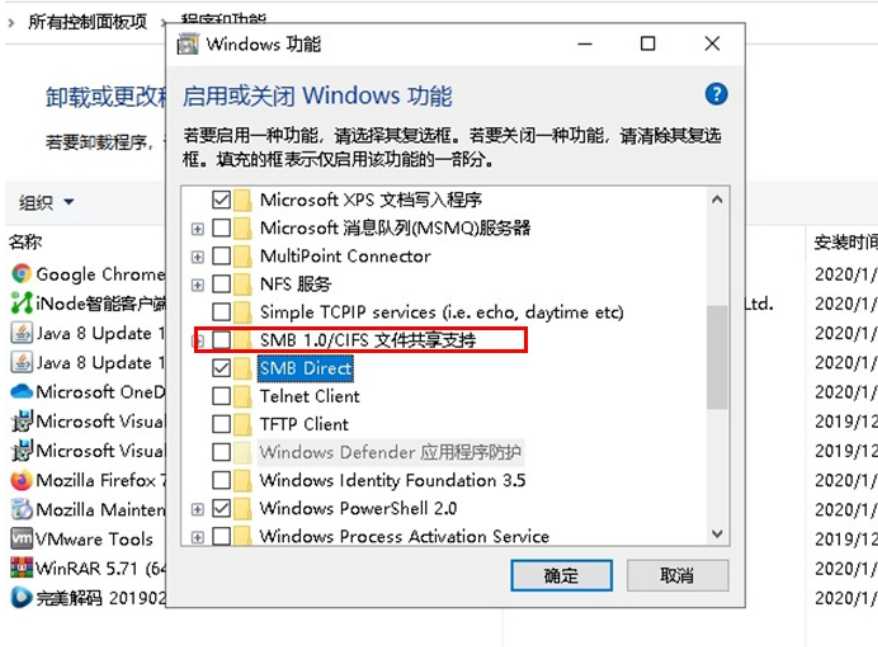 所有控制面板项 > 程序和功能
Windows 功能
卸载或更改程
启用或关闭 Windows 功能
若要卸载程序，
若要启用一种功能，请选择其复选框。若要关闭一种功能，请清除其复选
框。填充的框表示仅启用该功能的一部分。
组织
名称
安装时间
Microsoft XPS 文档写入程序
Microsoft 消息队列(MSMQ)服务器
MultiPoint Connector
NFS 服务
Simple TCPIP services (i.e. echo, daytime etc)
SMB 1.0/CIFS 文件共享支持
SMB Direct
Telnet Client
TFTP Client
Windows Defender 应用程序防护
Windows Identity Foundation 3.5
Windows PowerShell 2.0
Windows Process Activation Service
确定
取消
Google Chrome
2020/1/
iNode智能客户端
Ltd.
2020/1/
Java 8 Update 1
2020/1/
Java 8 Update 1
2020/1/
Microsoft OneD
2020/1/
Microsoft Visual
2019/12
Microsoft Visual
2019/12
Mozilla Firefox 7
2020/1/
Mozilla Mainten
2020/1/
vm VMware Tools
2019/12
WinRAR 5.71 (64
2020/1/
完美解码 201902
2020/1/